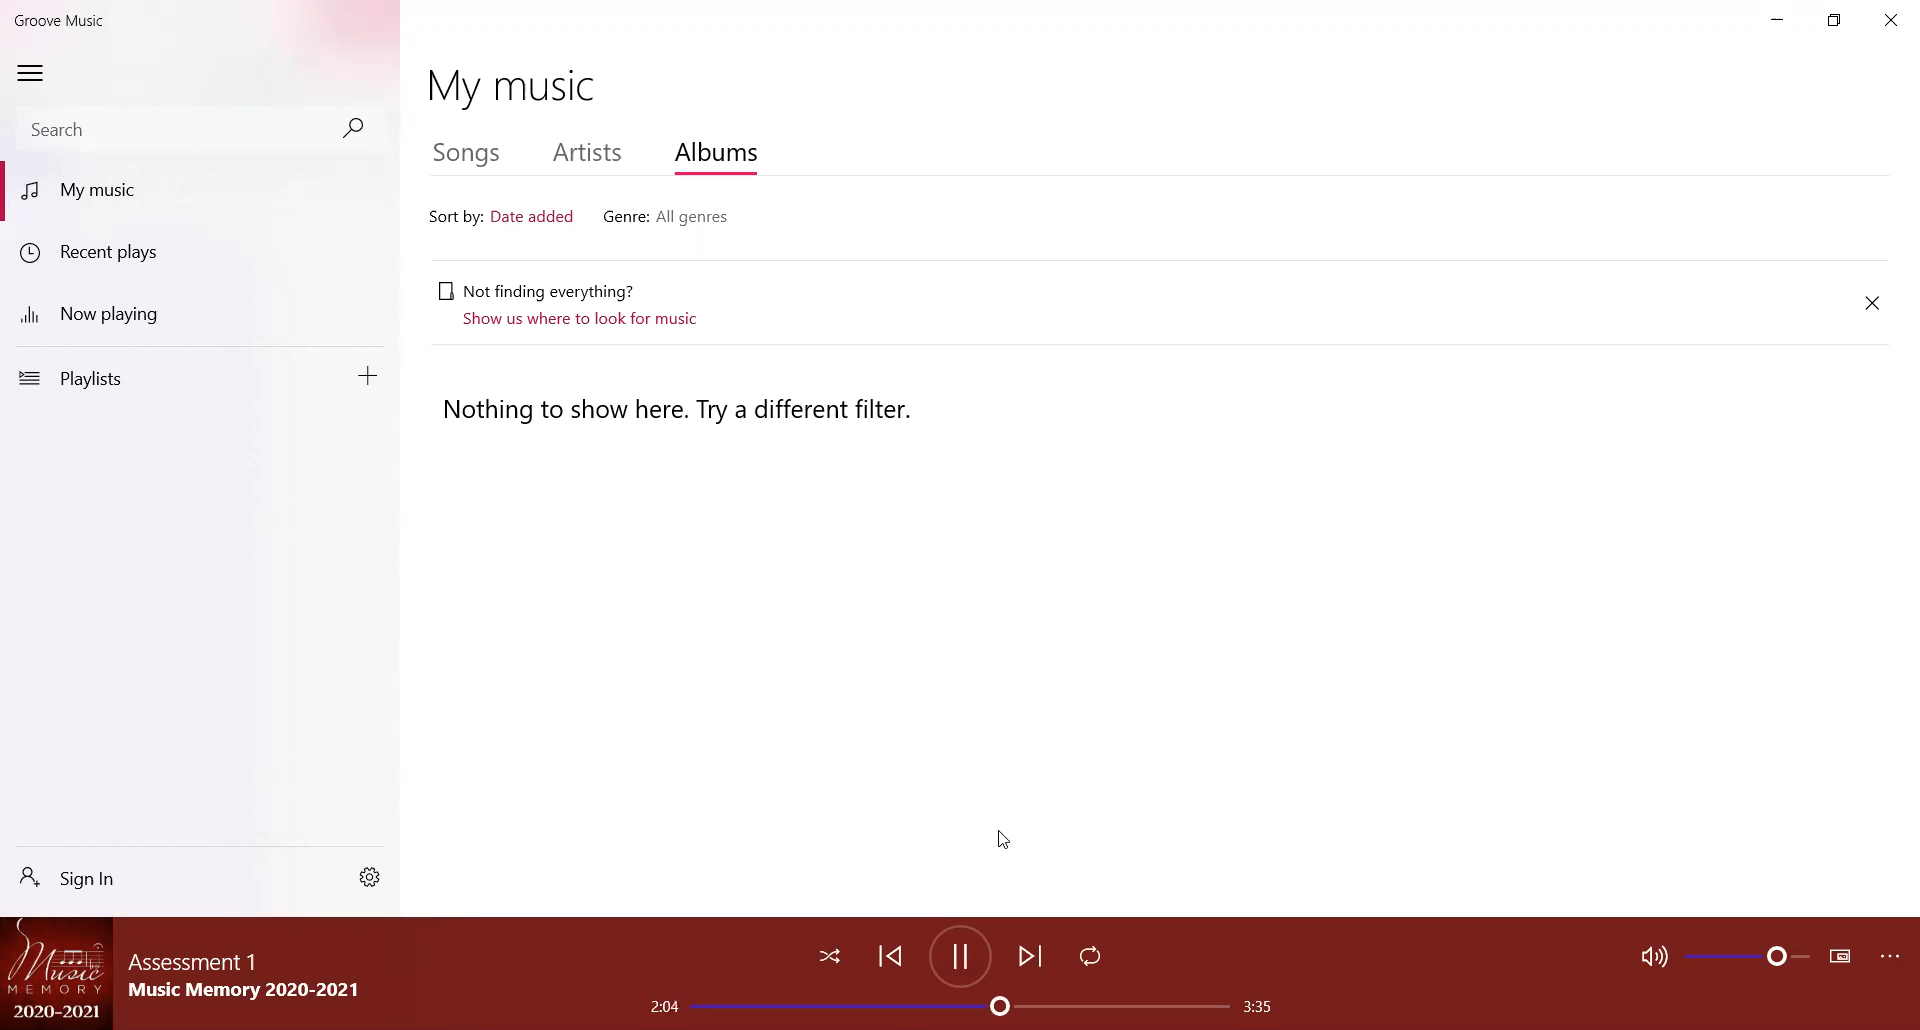 Groove Music
Search
My music
Recent plays
Now playing
Playlists
Sign In
My music
Songs Artists Albums
Sort by: Date added Genre: All genres
Not finding everything?
Show us where to look for music
Nothing to show here. Try a different filter.
Music
MEMORY
2020-2021
Assessment 1
Music Memory 2020-2021
2:04 3:35